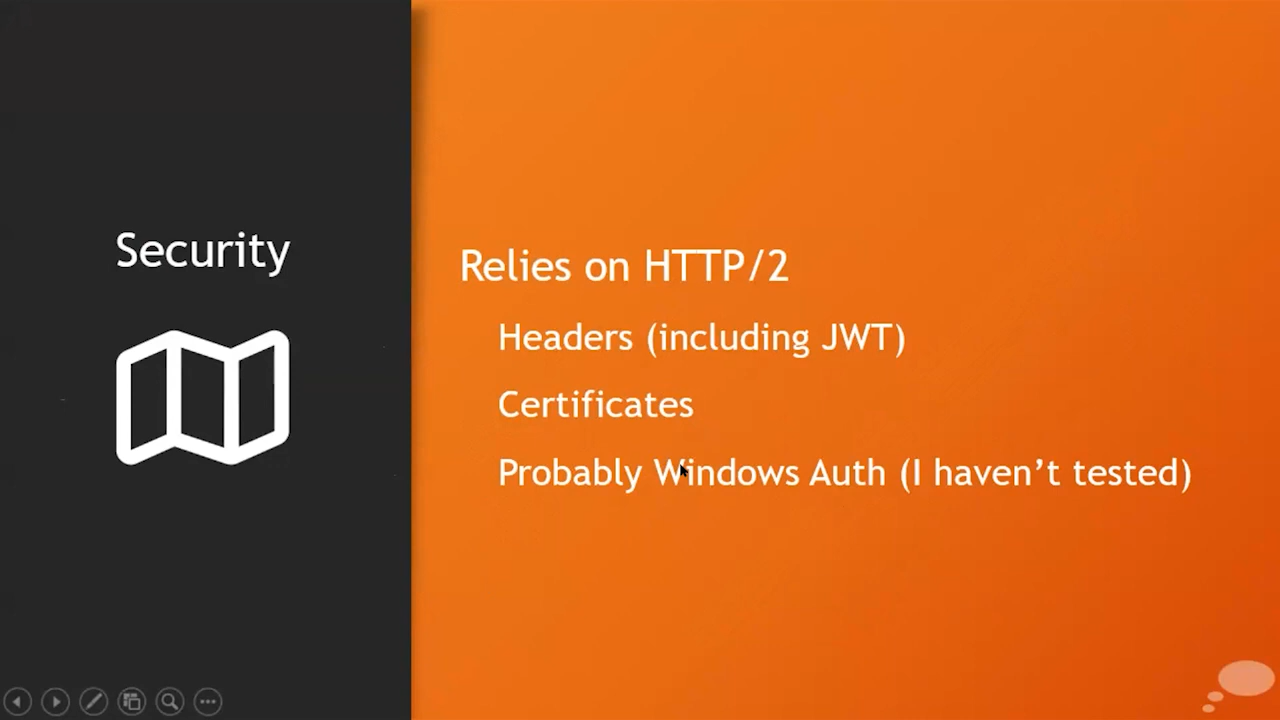 Security
Relies on HTTP/2
Headers (including JWT)
Certificates
Probably Windows Auth (I haven’t tested)